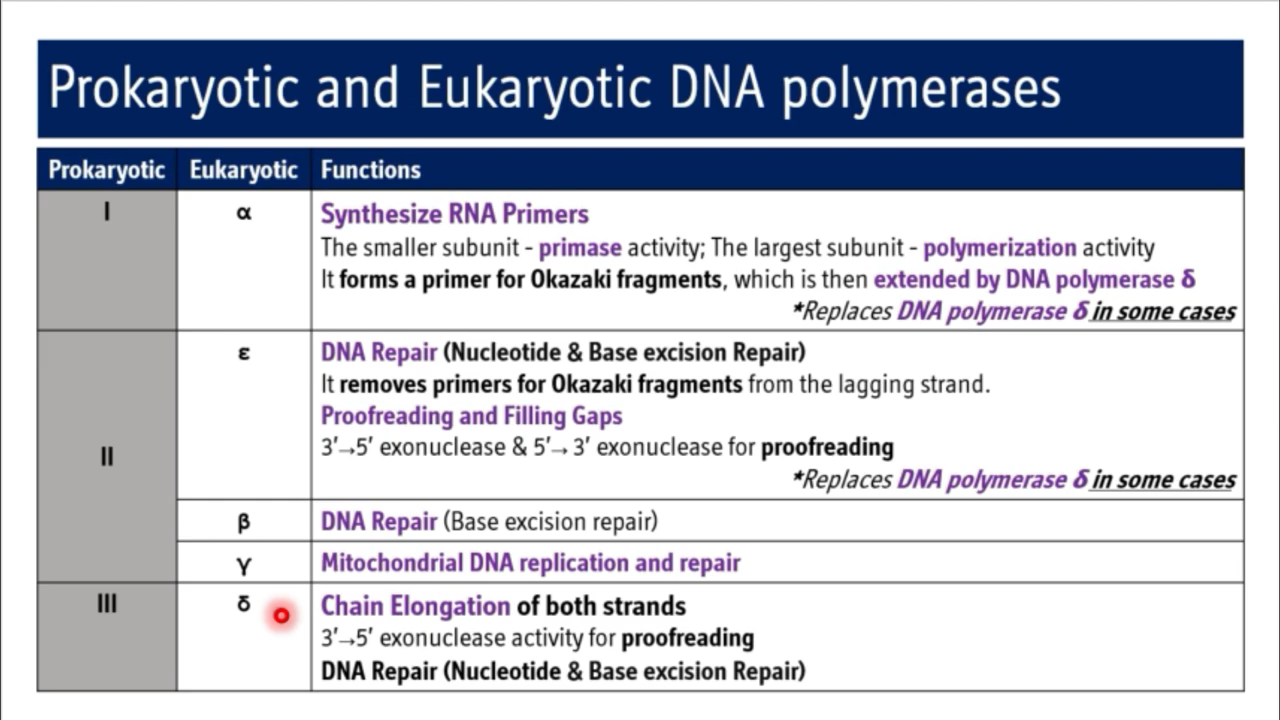 Prokaryotic and Eukaryotic DNA polymerases
Prokaryotic Eukaryotic Functions
I α Synthesize RNA Primers
The smaller subunit - primase activity; The largest subunit - polymerization activity
It forms a primer for Okazaki fragments, which is then extended by DNA polymerase δ
*Replaces DNA polymerase δ in some cases
ε DNA Repair (Nucleotide & Base excision Repair)
It removes primers for Okazaki fragments from the lagging strand.
Proofreading and Filling Gaps
3′→5′ exonuclease & 5′→ 3′ exonuclease for proofreading
II
*Replaces DNA polymerase δ in some cases
β DNA Repair (Base excision repair)
γ Mitochondrial DNA replication and repair
III δ Chain Elongation of both strands
3′→5′ exonuclease activity for proofreading
DNA Repair (Nucleotide & Base excision Repair)